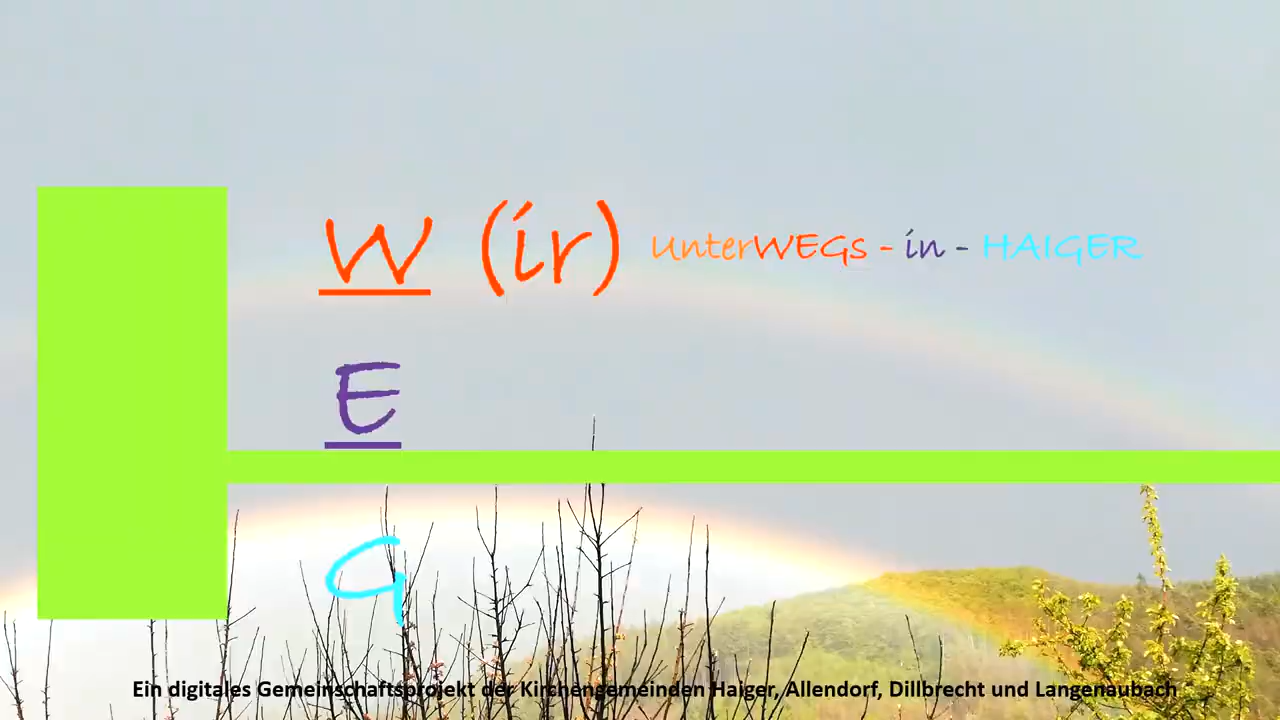 W (ir) UnterWEGs - in - HAIGER
E
G
Ein digitales Gemeinschaftsprojekt der Kirchengemeinden Haiger, Allendorf, Dillbrecht und Langenaubach